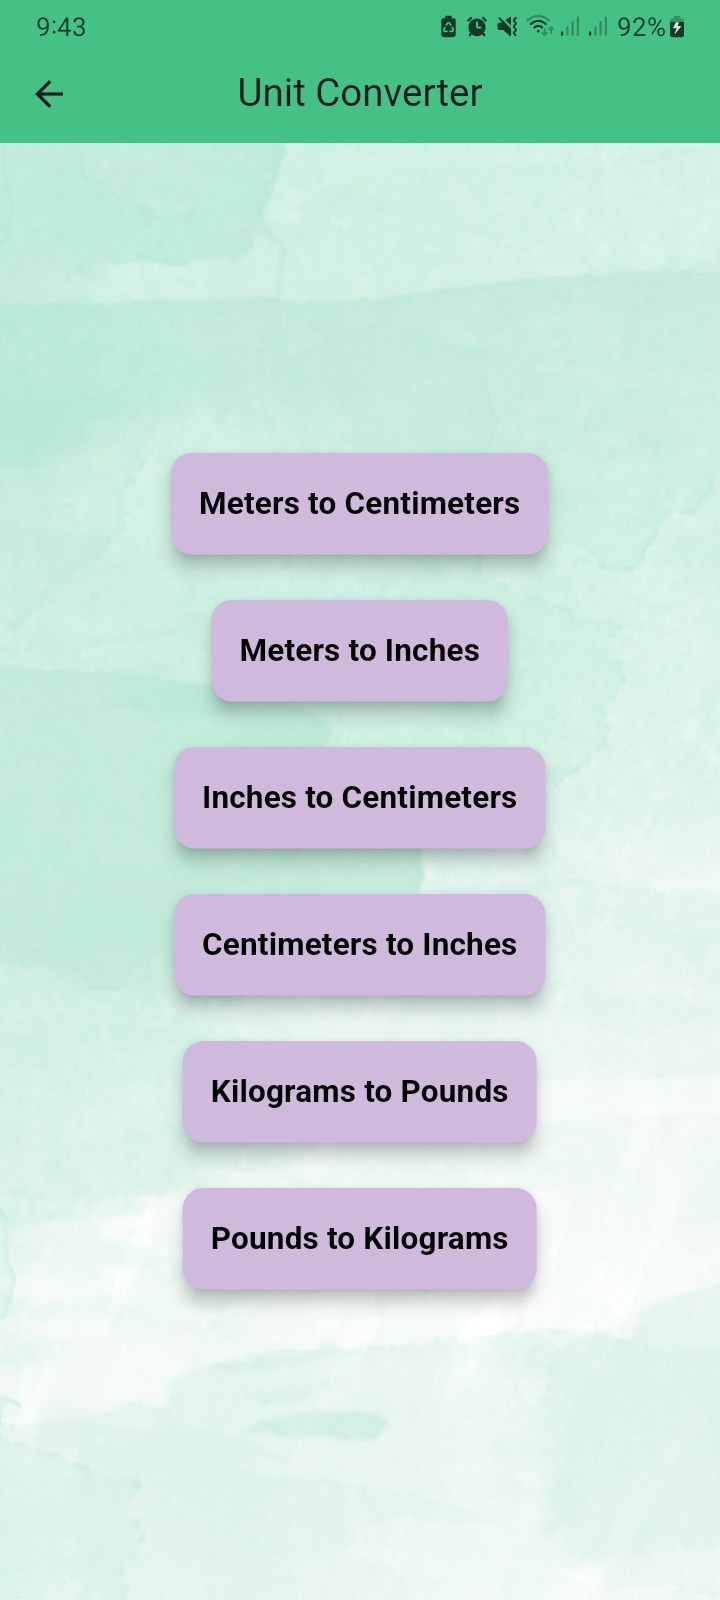 9:43
92%
Unit Converter
Meters to Centimeters
Meters to Inches
Inches to Centimeters
Centimeters to Inches
Kilograms to Pounds
Pounds to Kilograms